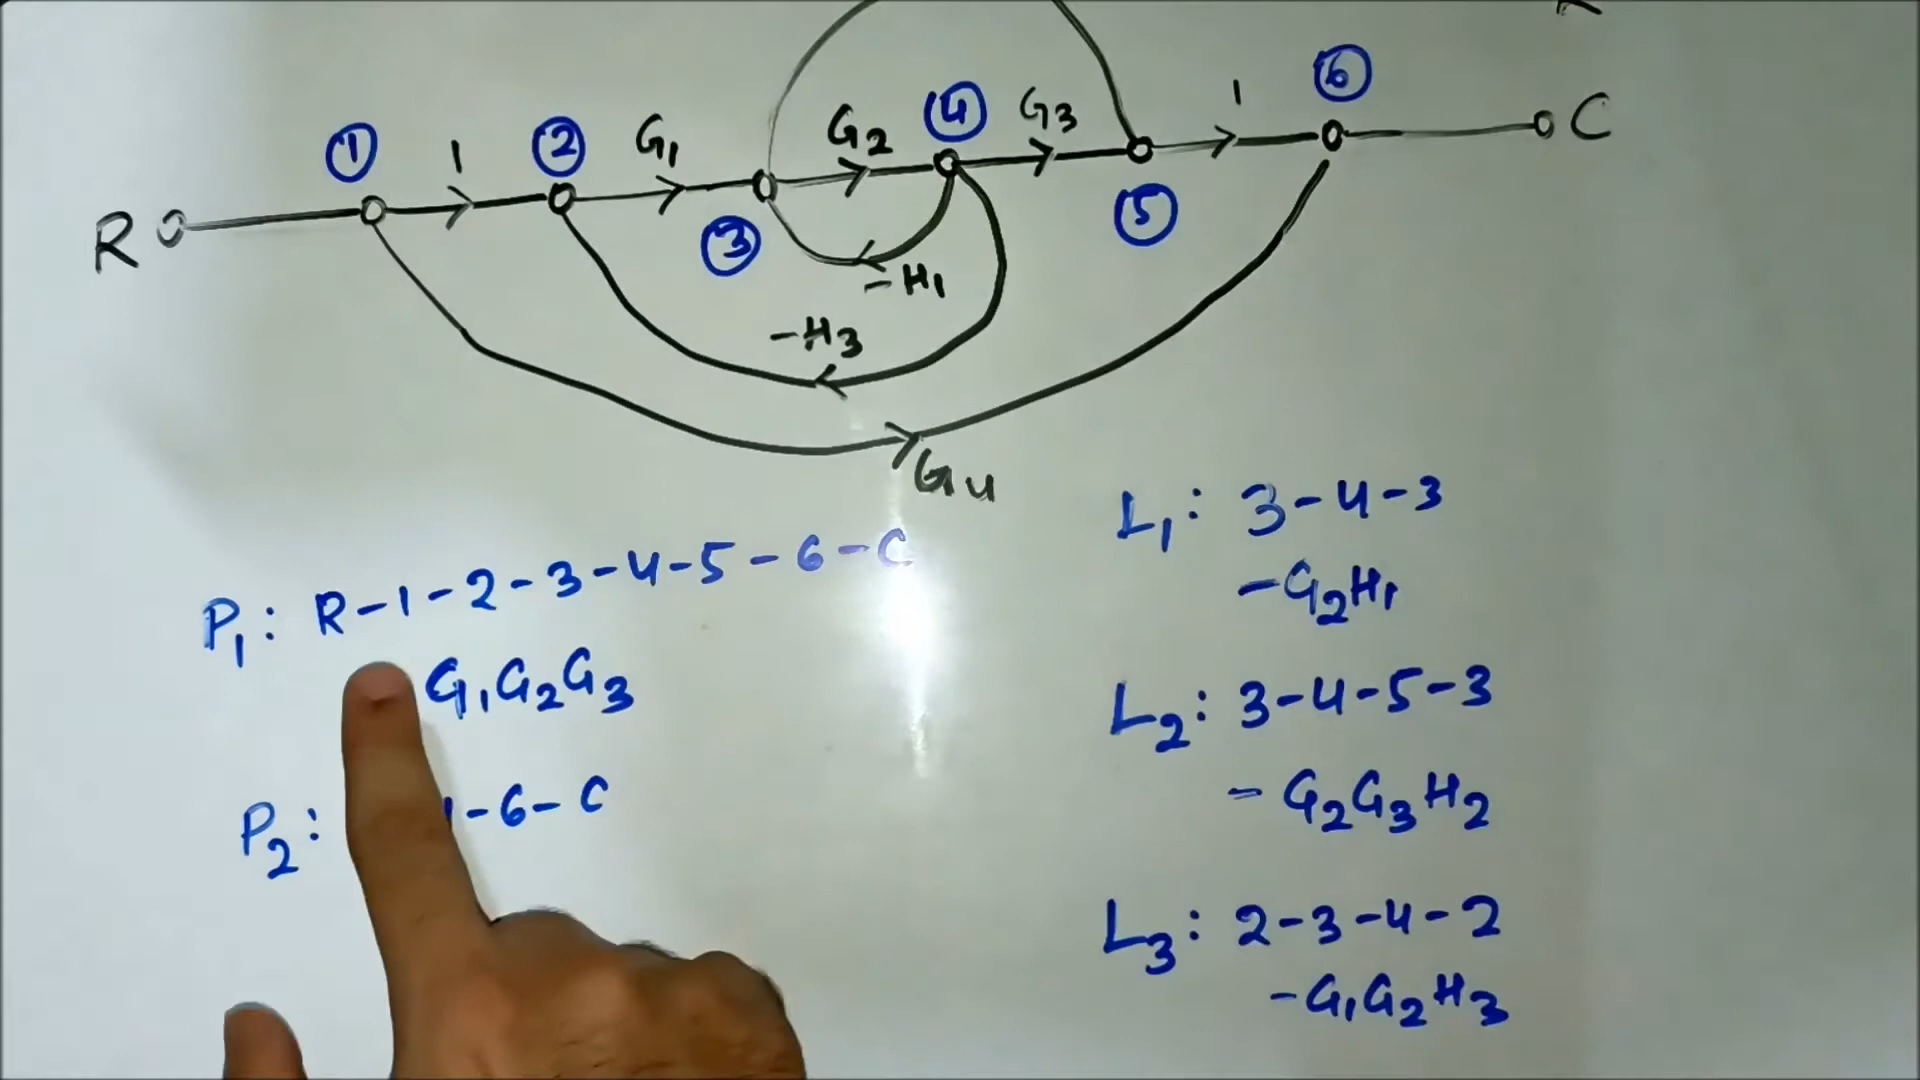 R 1 1 2 G1 3 G2 4 G3 5 1 6 C
-H1
-H3
G4
P1: R-1-2-3-4-5-6-C
G1G2G3
P2: 1-6-C
L1: 3-4-3
-G2H1
L2: 3-4-5-3
- G2G3H2
L3: 2-3-4-2
-G1G2H3